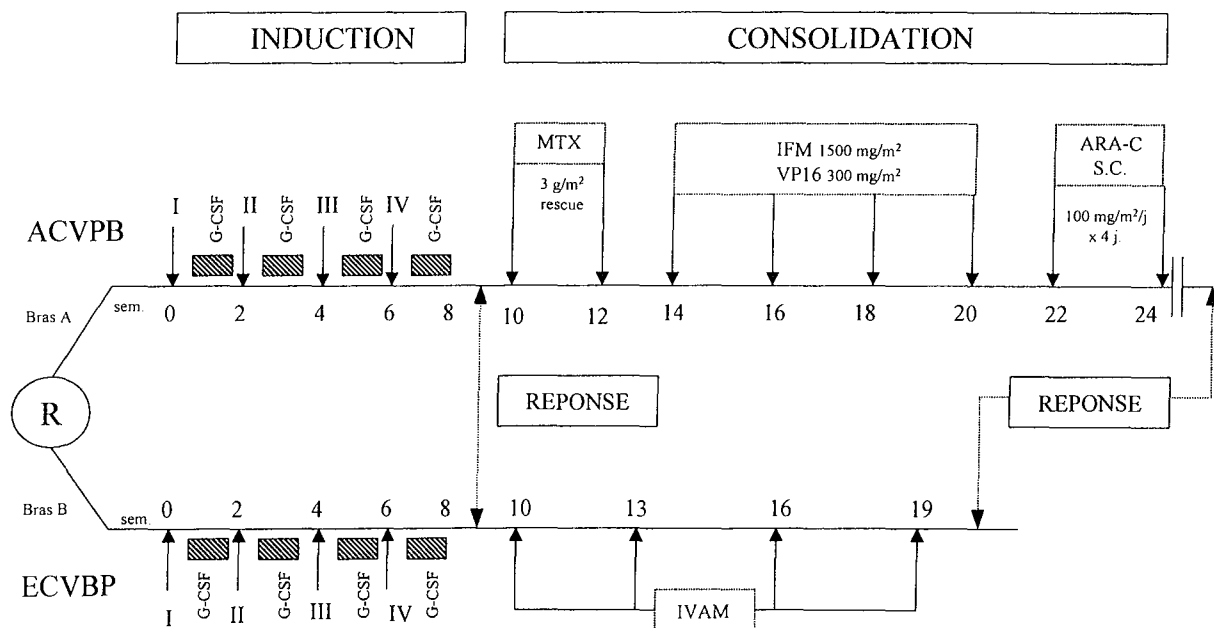 INDUCTION
CONSOLIDATION
MTX
3 g/m²
rescue
IFM 1500 mg/m²
VP16 300 mg/m²
ARA-C
S.C.
100 mg/m²/j
x 4 j.
I
G-CSF
II
G-CSF
III
G-CSF
IV
G-CSF
ACVPB
Bras A
sem.
0
2
4
6
8
10
12
14
16
18
20
22
24
R
REPONSE
REPONSE
Bras B
sem.
0
2
4
6
8
10
13
16
19
ECVBP
I
G-CSF
II
G-CSF
III
G-CSF
IV
G-CSF
IVAM